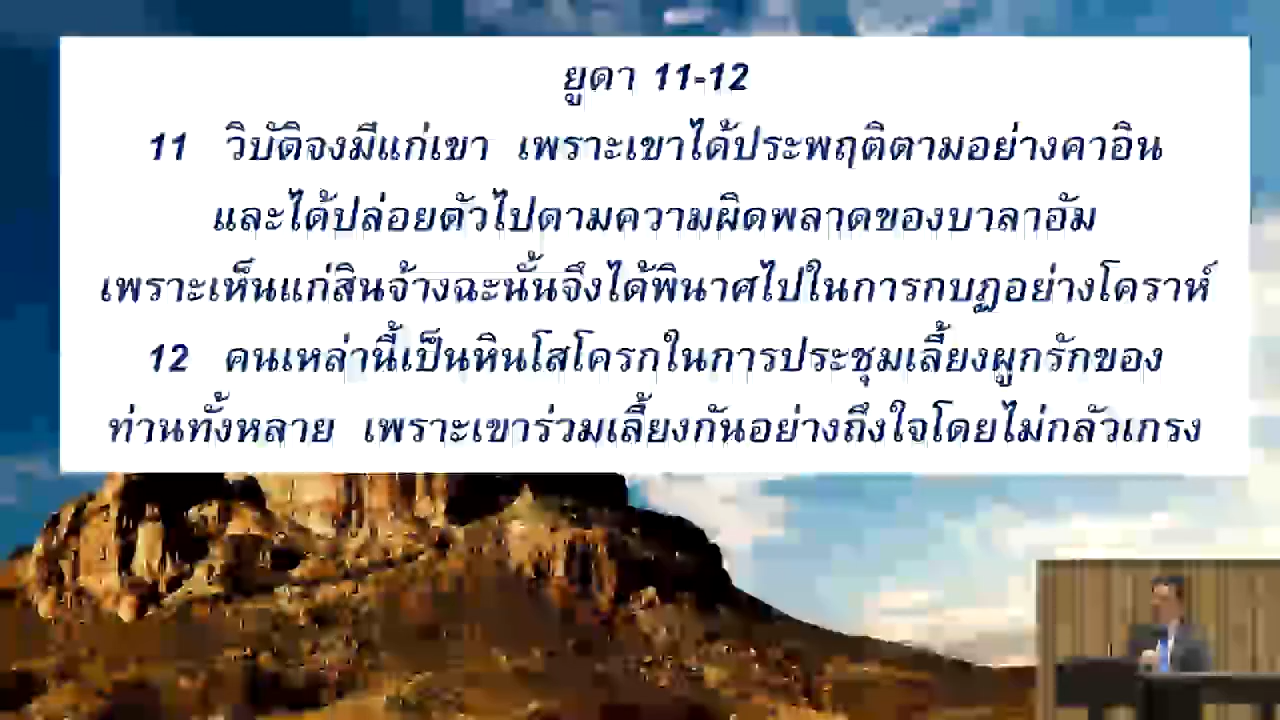 ยูดา 11-12
11 วิบัติจงมีแก่เขา เพราะเขาได้ประพฤติตามอย่างคาอิน
และได้ปล่อยตัวไปตามความผิดพลาดของบาลาอัม
เพราะเห็นแก่สินจ้างฉะนั้นจึงได้พินาศไปในการกบฏอย่างโคราห์
12 คนเหล่านี้เป็นหินโสโครกในการประชุมเลี้ยงผูกรักของ
ท่านทั้งหลาย เพราะเขาร่วมเลี้ยงกันอย่างถึงใจโดยไม่กลัวเกรง